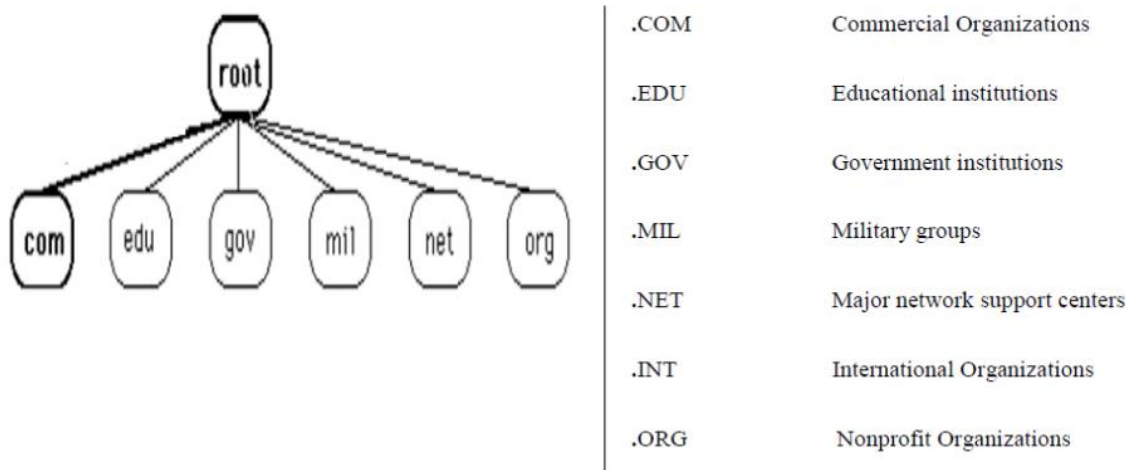 root
com edu gov mil net org
.COM Commercial Organizations
.EDU Educational institutions
.GOV Government institutions
.MIL Military groups
.NET Major network support centers
.INT International Organizations
.ORG Nonprofit Organizations